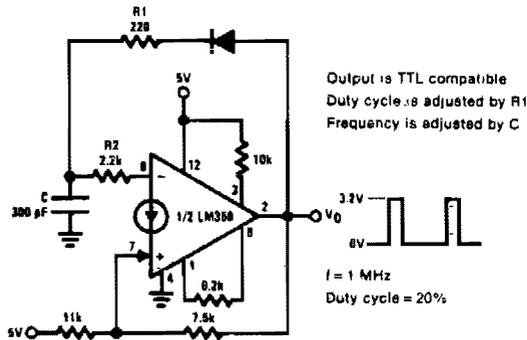 R1
220
5V
Output is TTL compatible
Duty cycle is adjusted by R1
Frequency is adjusted by C
R2
2.2k
12
10k
6
−
3
C
300 pF
1/2 LM359
2
VO
3.2V
0V
7
+
4
1
8
8.2k
f = 1 MHz
Duty cycle = 20%
5V
11k
7.5k